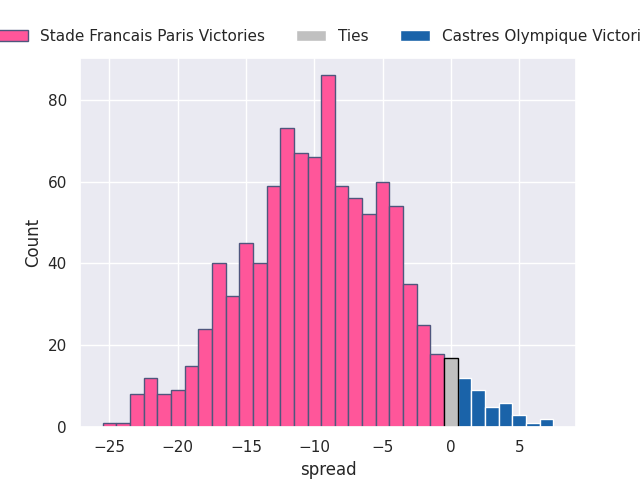 Stade Francais Paris Victories Ties Castres Olympique Victori
80
60
40
20
0
Count
−25 −20 −15 −10 −5 0 5
spread